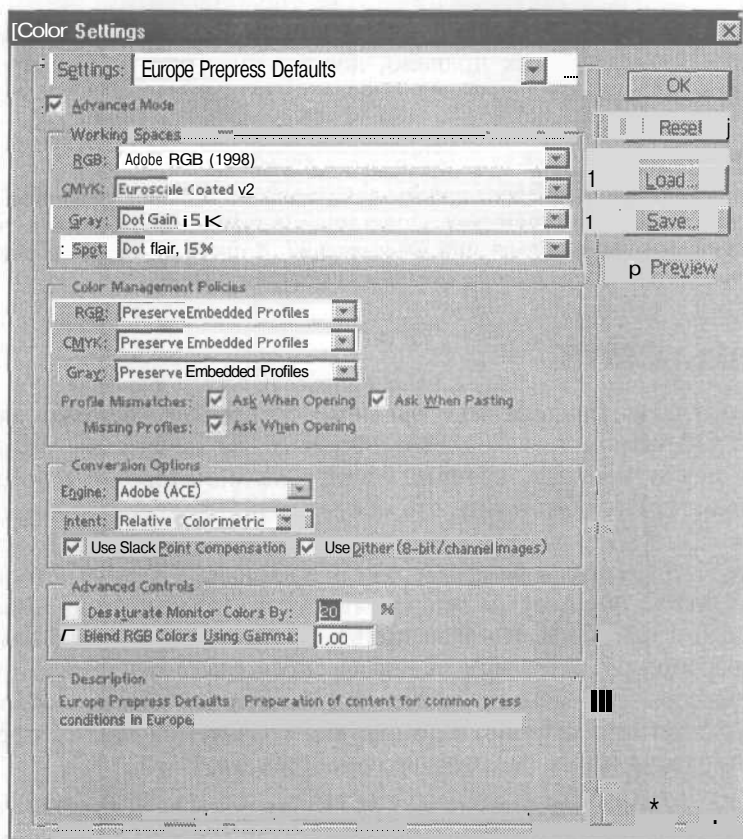 [Color Settings
Settings: Europe Prepress Defaults
Advanced Mode
Working Spaces
RGB: Adobe RGB (1998)
CMYK: Euroscale Coated v2
Gray: Dot Gain i5K
Spot: Dot flair, 15%
Color Management Policies
RGB: Preserve Embedded Profiles
CMYK: Preserve Embedded Profiles
Gray: Preserve Embedded Profiles
Profile Mismatches: Ask When Opening Ask When Pasting
Missing Profiles: Ask When Opening
Conversion Options
Engine: Adobe (ACE)
Intent: Relative Colorimetric
Use Slack Point Compensation Use Dither (8-bit/channel images)
Advanced Controls
Desaturate Monitor Colors By: 20 %
Blend RGB Colors Using Gamma: 1,00
Description
Europe Prepress Defaults: Preparation of content for common press
conditions in Europe.
OK
Reset
Load...
Save...
p Preview